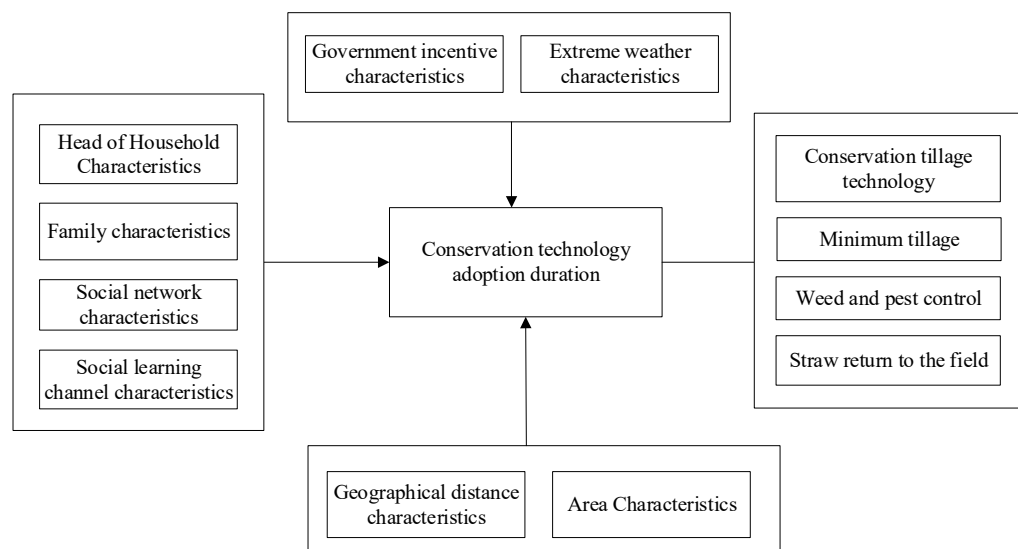 Government incentive
characteristics
Extreme weather
characteristics
Head of Household
Characteristics
Family characteristics
Social network
characteristics
Social learning
channel characteristics
Conservation technology
adoption duration
Conservation tillage
technology
Minimum tillage
Weed and pest control
Straw return to the field
Geographical distance
characteristics
Area Characteristics